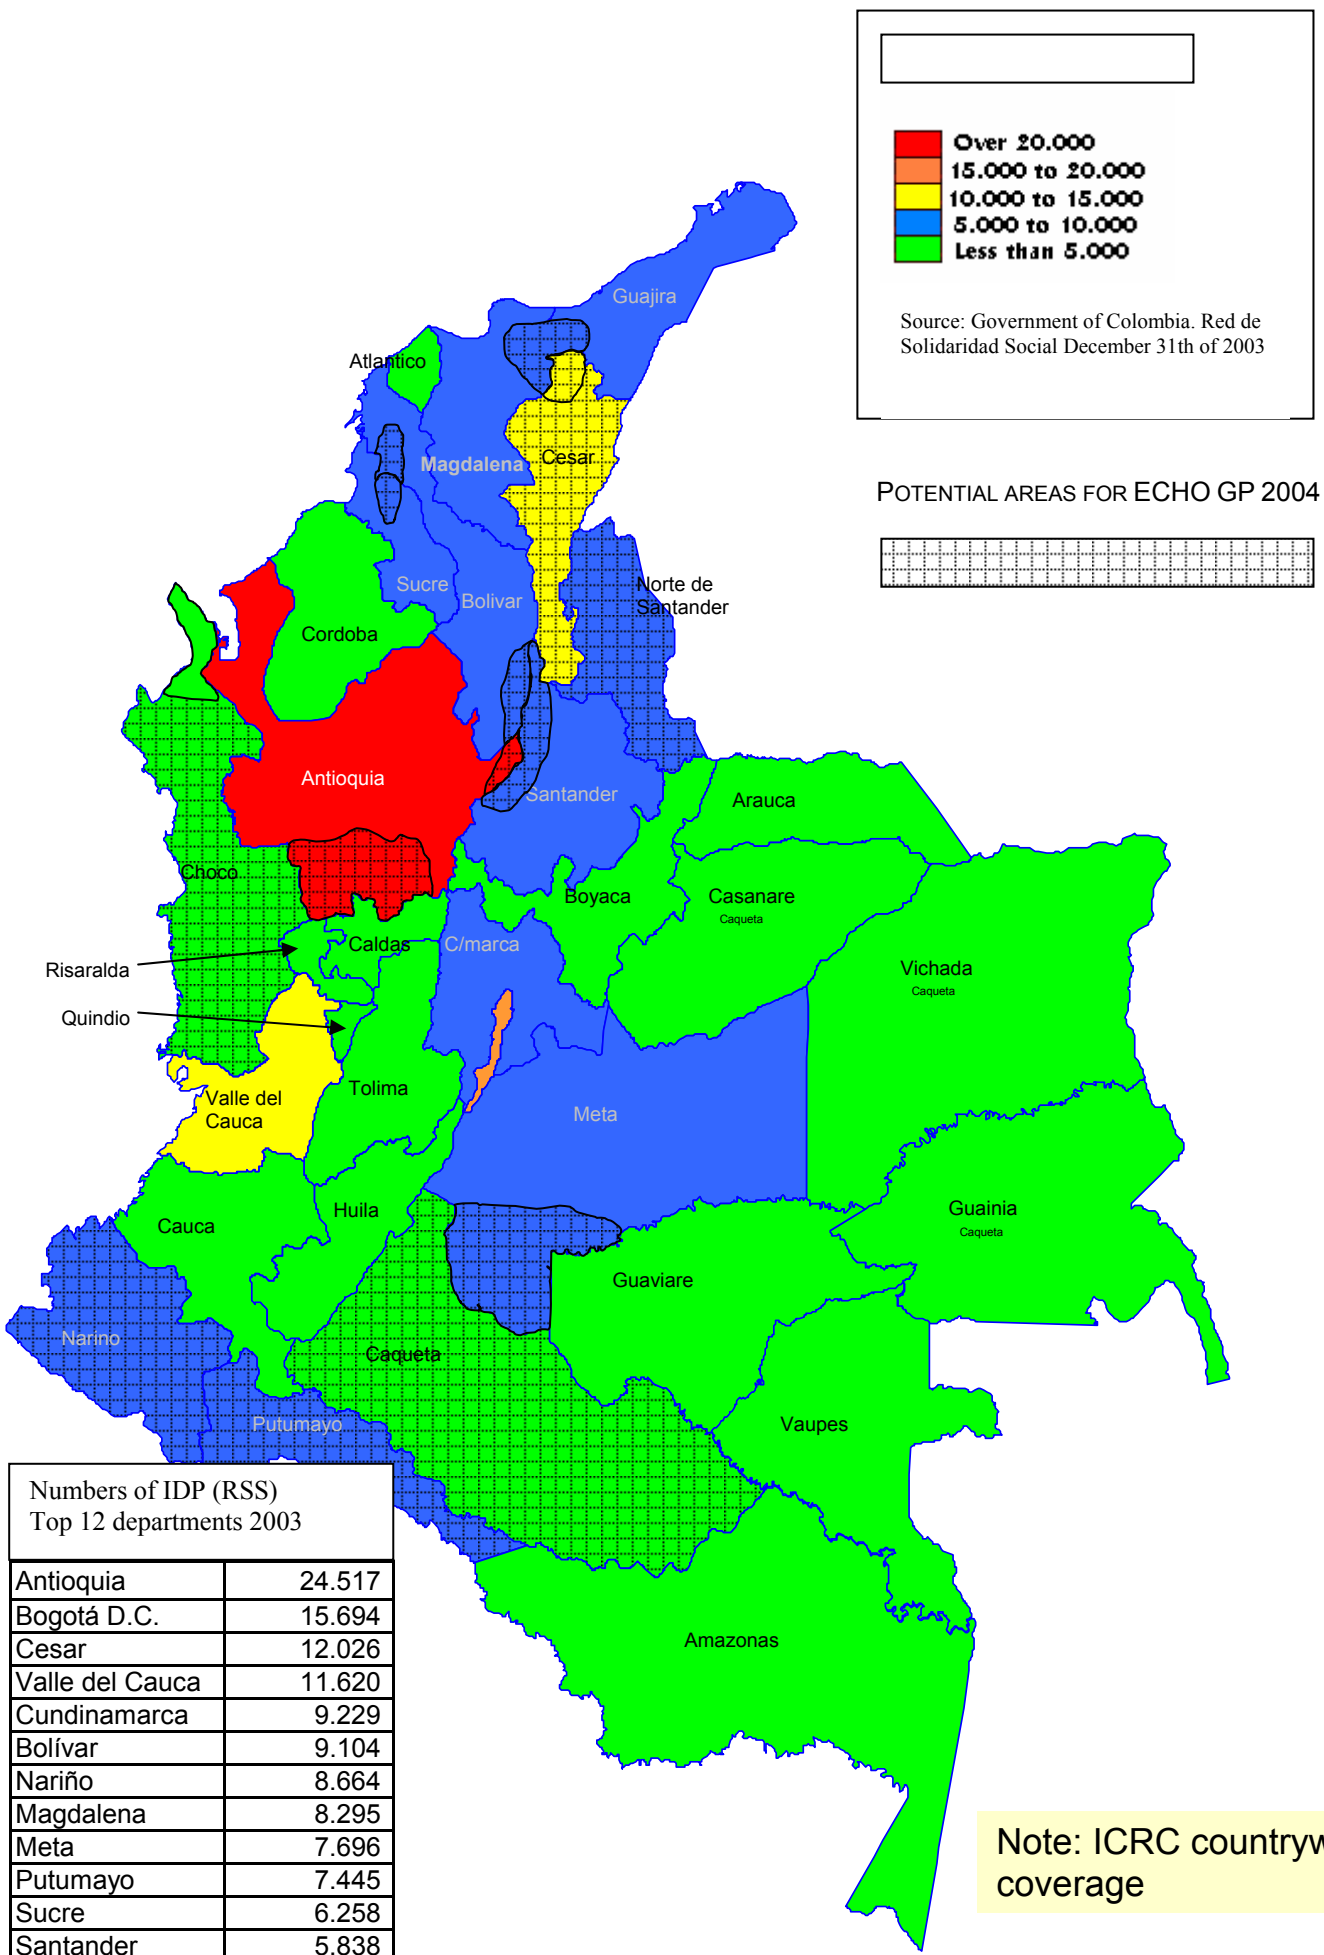 Over 20.000
15.000 to 20.000
10.000 to 15.000
5.000 to 10.000
Less than 5.000
Source: Government of Colombia. Red de
Solidaridad Social December 31th of 2003
POTENTIAL AREAS FOR ECHO GP 2004
Guajira
Atlantico
Magdalena
Cesar
Norte de
Santander
Sucre
Bolivar
Cordoba
Antioquia
Santander
Arauca
Choco
Boyaca
Casanare
Caqueta
Caldas
C/marca
Risaralda
Vichada
Caqueta
Quindio
Tolima
Valle del
Cauca
Meta
Huila
Cauca
Guainia
Caqueta
Guaviare
Narino
Caqueta
Putumayo
Vaupes
Amazonas
Numbers of IDP (RSS)
Top 12 departments 2003
Antioquia 24.517
Bogotá D.C. 15.694
Cesar 12.026
Valle del Cauca 11.620
Cundinamarca 9.229
Bolívar 9.104
Nariño 8.664
Magdalena 8.295
Meta 7.696
Putumayo 7.445
Sucre 6.258
Santander 5.838
Note: ICRC countryw
coverage